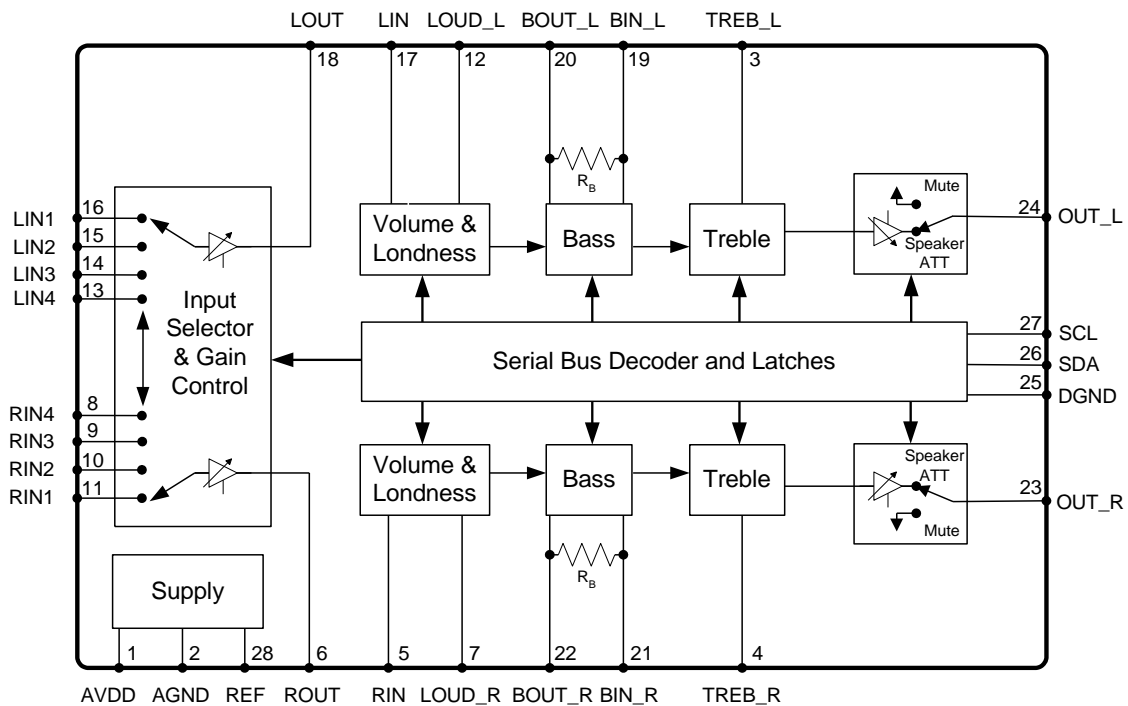 LOUT LIN LOUD_L BOUT_L BIN_L TREB_L
18 17 12 20 19 3
R_B
LIN1 16
LIN2 15
LIN3 14
LIN4 13
Input
Selector
& Gain
Control
RIN4 8
RIN3 9
RIN2 10
RIN1 11
Volume &
Londness
Bass
Treble
Mute
Speaker
ATT
24 OUT_L
Serial Bus Decoder and Latches
27 SCL
26 SDA
25 DGND
Volume &
Londness
Bass
Treble
Speaker
ATT
Mute
23 OUT_R
R_B
Supply
1 2 28 6 5 7 22 21 4
AVDD AGND REF ROUT RIN LOUD_R BOUT_R BIN_R TREB_R